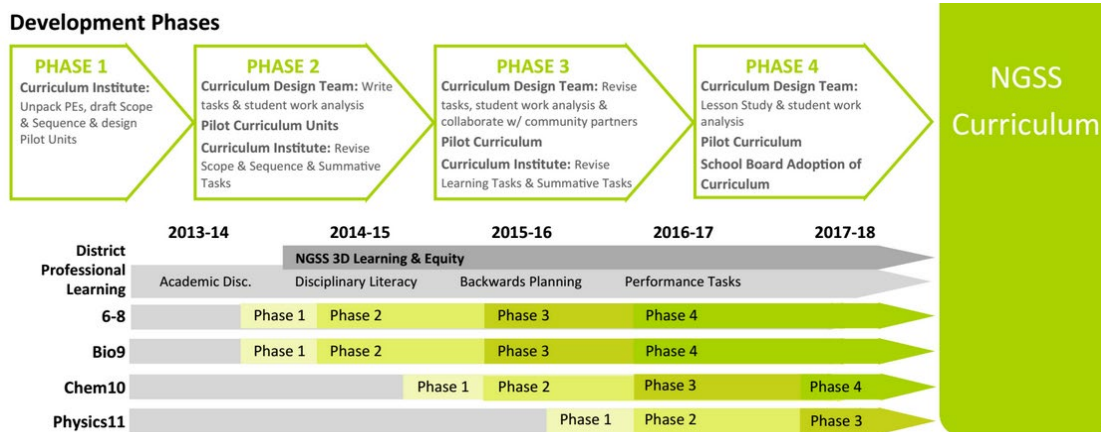 Development Phases
PHASE 1
Curriculum Institute:
Unpack PEs, draft Scope
& Sequence & design
Pilot Units
PHASE 2
Curriculum Design Team: Write
tasks & student work analysis
Pilot Curriculum Units
Curriculum Institute: Revise
Scope & Sequence & Summative
Tasks
PHASE 3
Curriculum Design Team: Revise
tasks, student work analysis &
collaborate w/ community partners
Pilot Curriculum
Curriculum Institute: Revise
Learning Tasks & Summative Tasks
PHASE 4
Curriculum Design Team:
Lesson Study & student work
analysis
Pilot Curriculum
School Board Adoption of
Curriculum
NGSS
Curriculum
2013-14 2014-15 2015-16 2016-17 2017-18
District
Professional
Learning
NGSS 3D Learning & Equity
Academic Disc. Disciplinary Literacy Backwards Planning Performance Tasks
6-8 Phase 1 Phase 2 Phase 3 Phase 4
Bio9 Phase 1 Phase 2 Phase 3 Phase 4
Chem10 Phase 1 Phase 2 Phase 3 Phase 4
Physics11 Phase 1 Phase 2 Phase 3